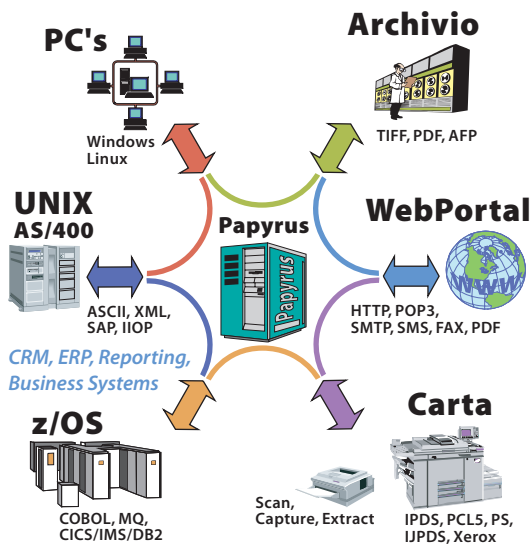 PC's
Windows
Linux
Archivio
TIFF, PDF, AFP
UNIX
AS/400
ASCII, XML,
SAP, IIOP
Papyrus
Papyrus
WebPortal
WWW
HTTP, POP3,
SMTP, SMS, FAX, PDF
CRM, ERP, Reporting,
Business Systems
z/OS
COBOL, MQ,
CICS/IMS/DB2
Scan,
Capture, Extract
Carta
IPDS, PCL5, PS,
IJPDS, Xerox